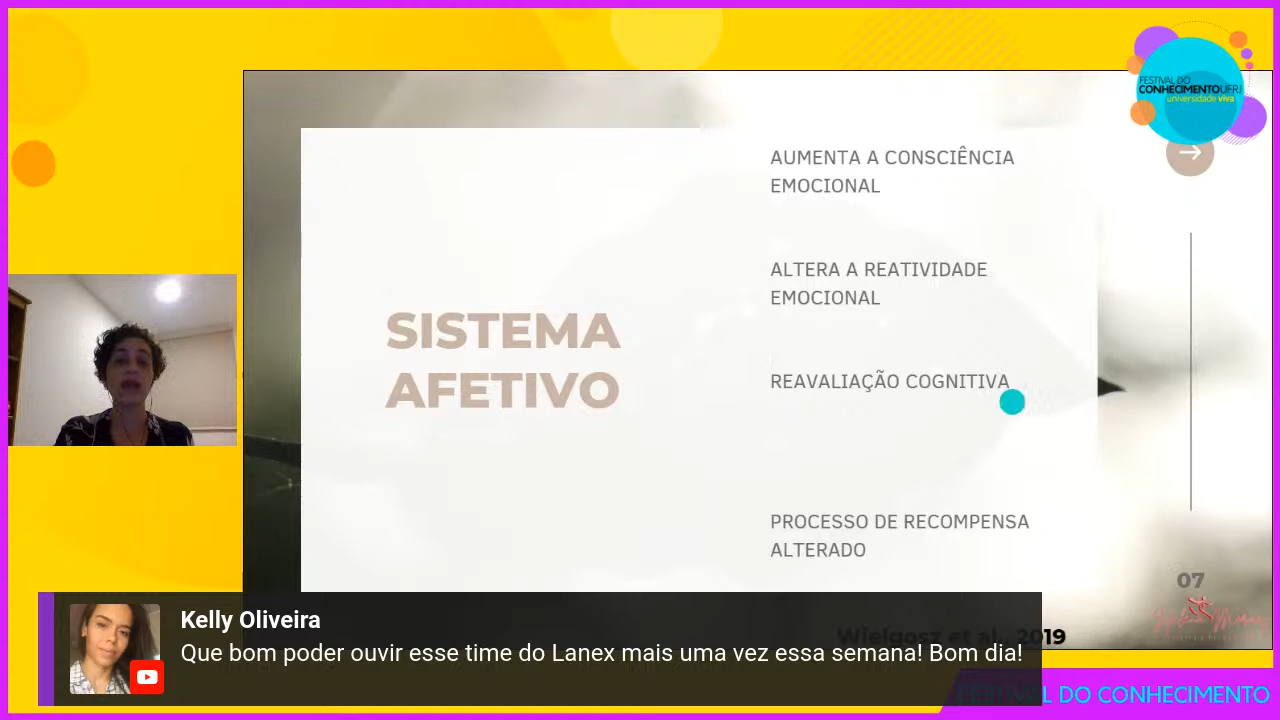 FESTIVAL DO
CONHECIMENTO UFRJ
universidade viva
AUMENTA A CONSCIÊNCIA
EMOCIONAL
ALTERA A REATIVIDADE
EMOCIONAL
SISTEMA
AFETIVO
REAVALIAÇÃO COGNITIVA
PROCESSO DE RECOMPENSA
ALTERADO
07
Wielgosz et al., 2019
Kelly Oliveira
Que bom poder ouvir esse time do Lanex mais uma vez essa semana! Bom dia!
FESTIVAL DO CONHECIMENTO